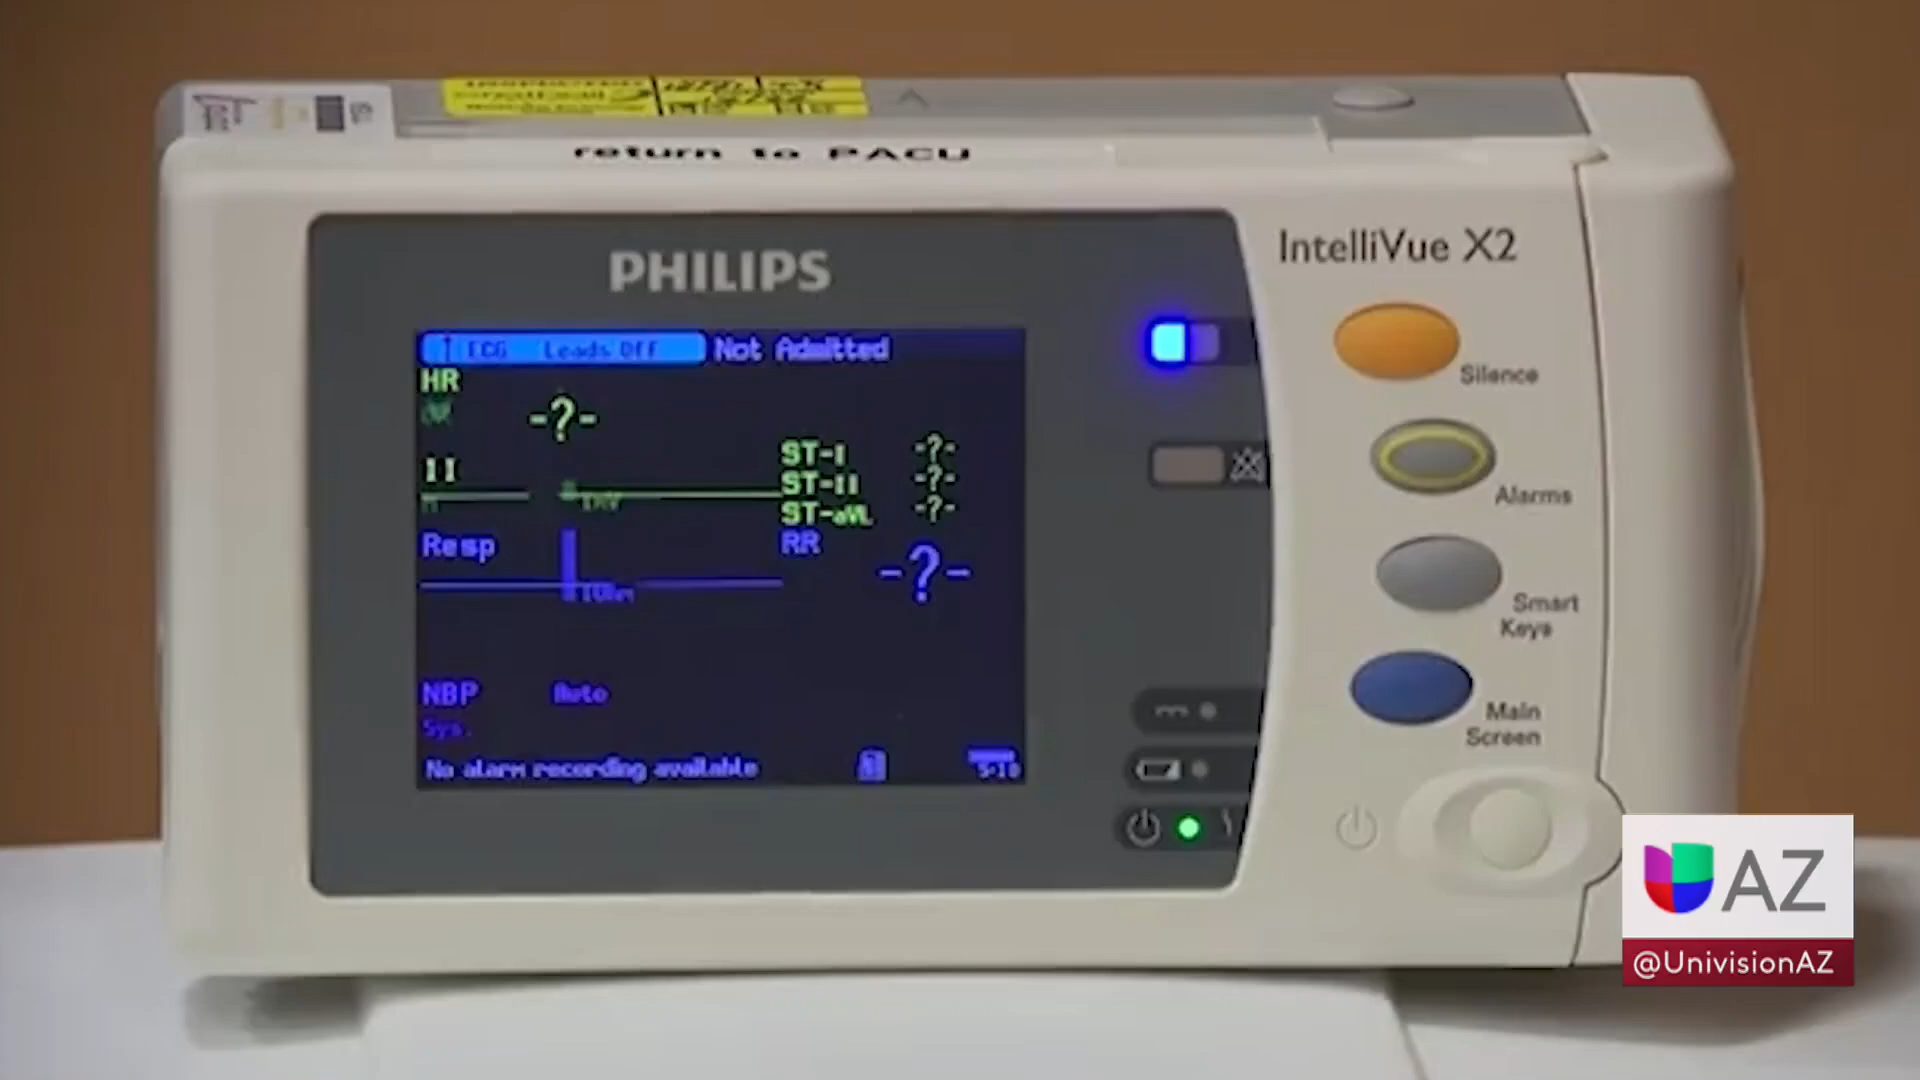 return to PACU
PHILIPS
IntelliVue X2
ECG Leads Off Not Admitted
HR
-?-
Silence
II
ST-I -?-
ST-II -?-
ST-aVL -?-
Alarms
Resp
RR
-?-
Smart
Keys
NBP Auto
Sys.
Main
Screen
No alarm recording available
AZ
@UnivisionAZ